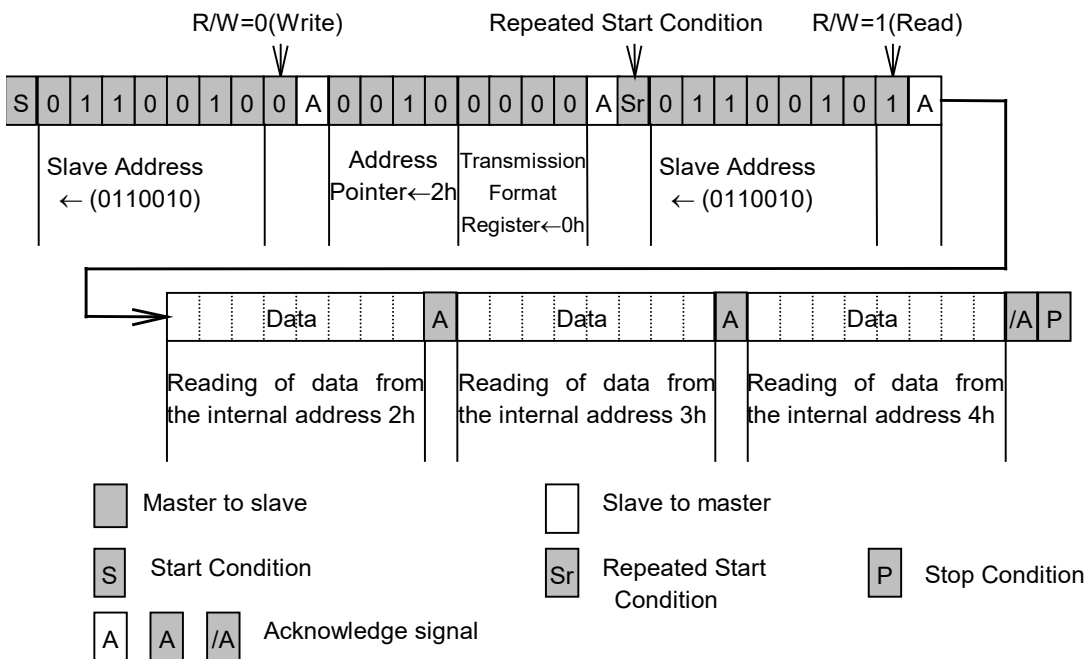 R/W=0(Write) Repeated Start Condition R/W=1(Read)
S 0 1 1 0 0 1 0 0 A 0 0 1 0 0 0 0 0 A Sr 0 1 1 0 0 1 0 1 A
Slave Address
← (0110010)
Address
Pointer←2h
Transmission
Format
Register←0h
Slave Address
← (0110010)
Data A Data A Data /A P
Reading of data from
the internal address 2h
Reading of data from
the internal address 3h
Reading of data from
the internal address 4h
Master to slave Slave to master
S Start Condition Sr Repeated Start
Condition
P Stop Condition
A A /A Acknowledge signal